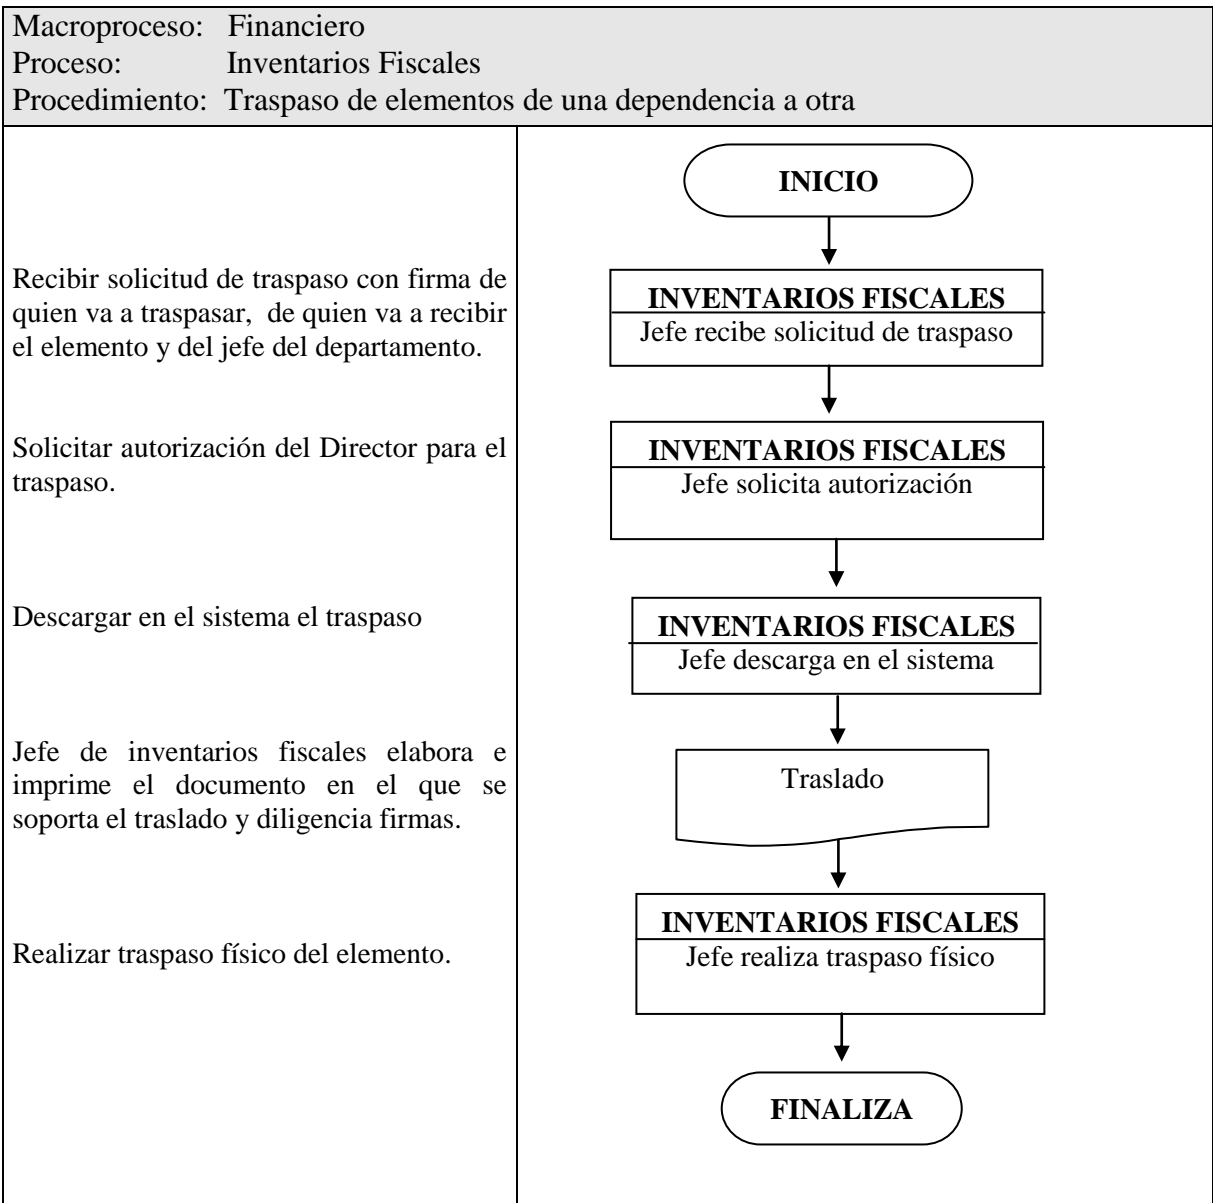 Macroproceso: Financiero
Proceso: Inventarios Fiscales
Procedimiento: Traspaso de elementos de una dependencia a otra
INICIO
Recibir solicitud de traspaso con firma de
quien va a traspasar, de quien va a recibir
el elemento y del jefe del departamento.
INVENTARIOS FISCALES
Jefe recibe solicitud de traspaso
Solicitar autorización del Director para el
traspaso.
INVENTARIOS FISCALES
Jefe solicita autorización
Descargar en el sistema el traspaso
INVENTARIOS FISCALES
Jefe descarga en el sistema
Jefe de inventarios fiscales elabora e
imprime el documento en el que se
soporta el traslado y diligencia firmas.
Traslado
Realizar traspaso físico del elemento.
INVENTARIOS FISCALES
Jefe realiza traspaso físico
FINALIZA